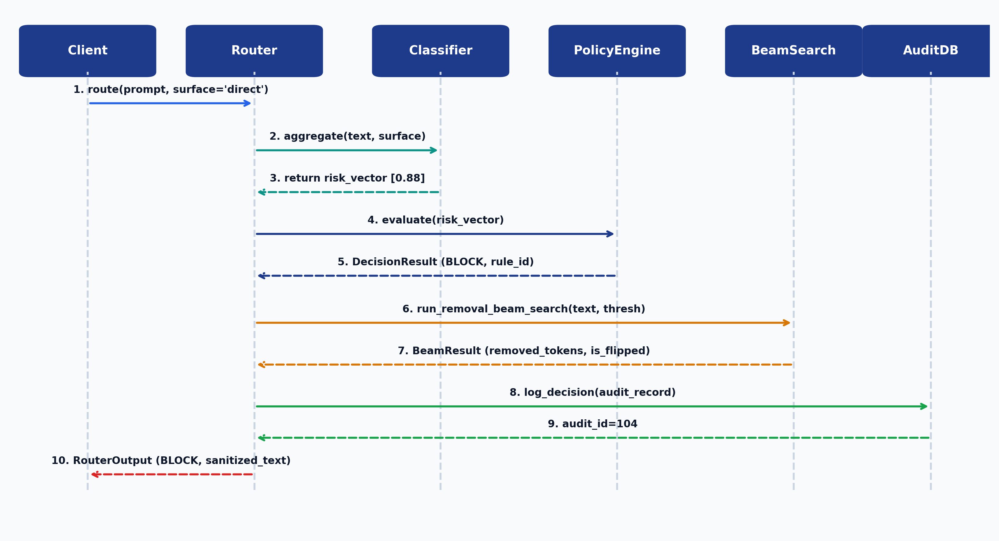 Client
Router
Classifier
PolicyEngine
BeamSearch
AuditDB
1. route(prompt, surface='direct')
2. aggregate(text, surface)
3. return risk_vector [0.88]
4. evaluate(risk_vector)
5. DecisionResult (BLOCK, rule_id)
6. run_removal_beam_search(text, thresh)
7. BeamResult (removed_tokens, is_flipped)
8. log_decision(audit_record)
9. audit_id=104
10. RouterOutput (BLOCK, sanitized_text)